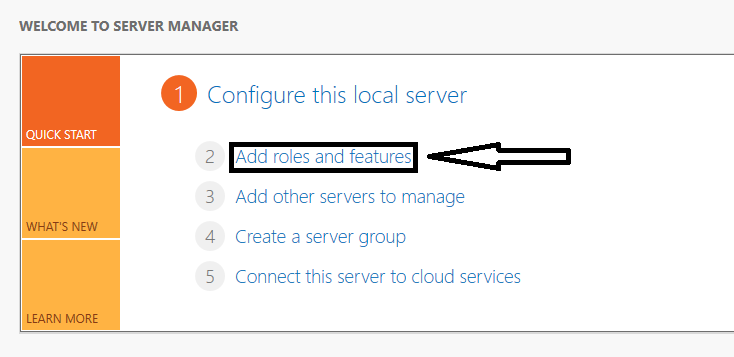 WELCOME TO SERVER MANAGER
QUICK START
WHAT'S NEW
LEARN MORE
1 Configure this local server
2 Add roles and features
3 Add other servers to manage
4 Create a server group
5 Connect this server to cloud services